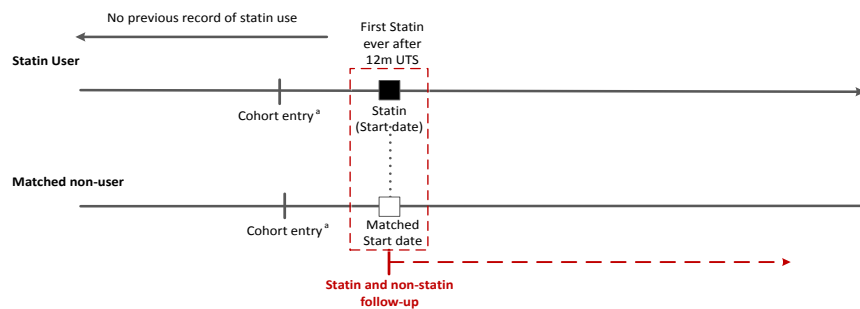 No previous record of statin use
First Statin
ever after
12m UTS
Statin User
Cohort entry a
Statin
(Start date)
Matched non-user
Cohort entry a
Matched
Start date
Statin and non-statin
follow-up